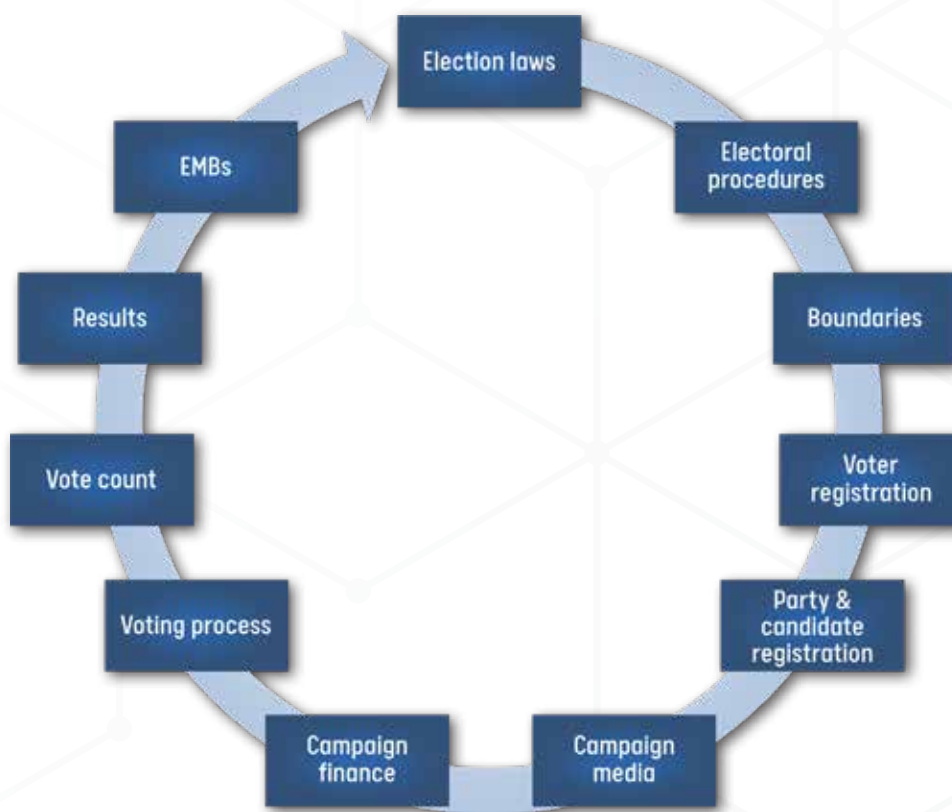 Election laws
Electoral
procedures
Boundaries
Voter
registration
Party &
candidate
registration
Campaign
media
Campaign
finance
Voting process
Vote count
Results
EMBs